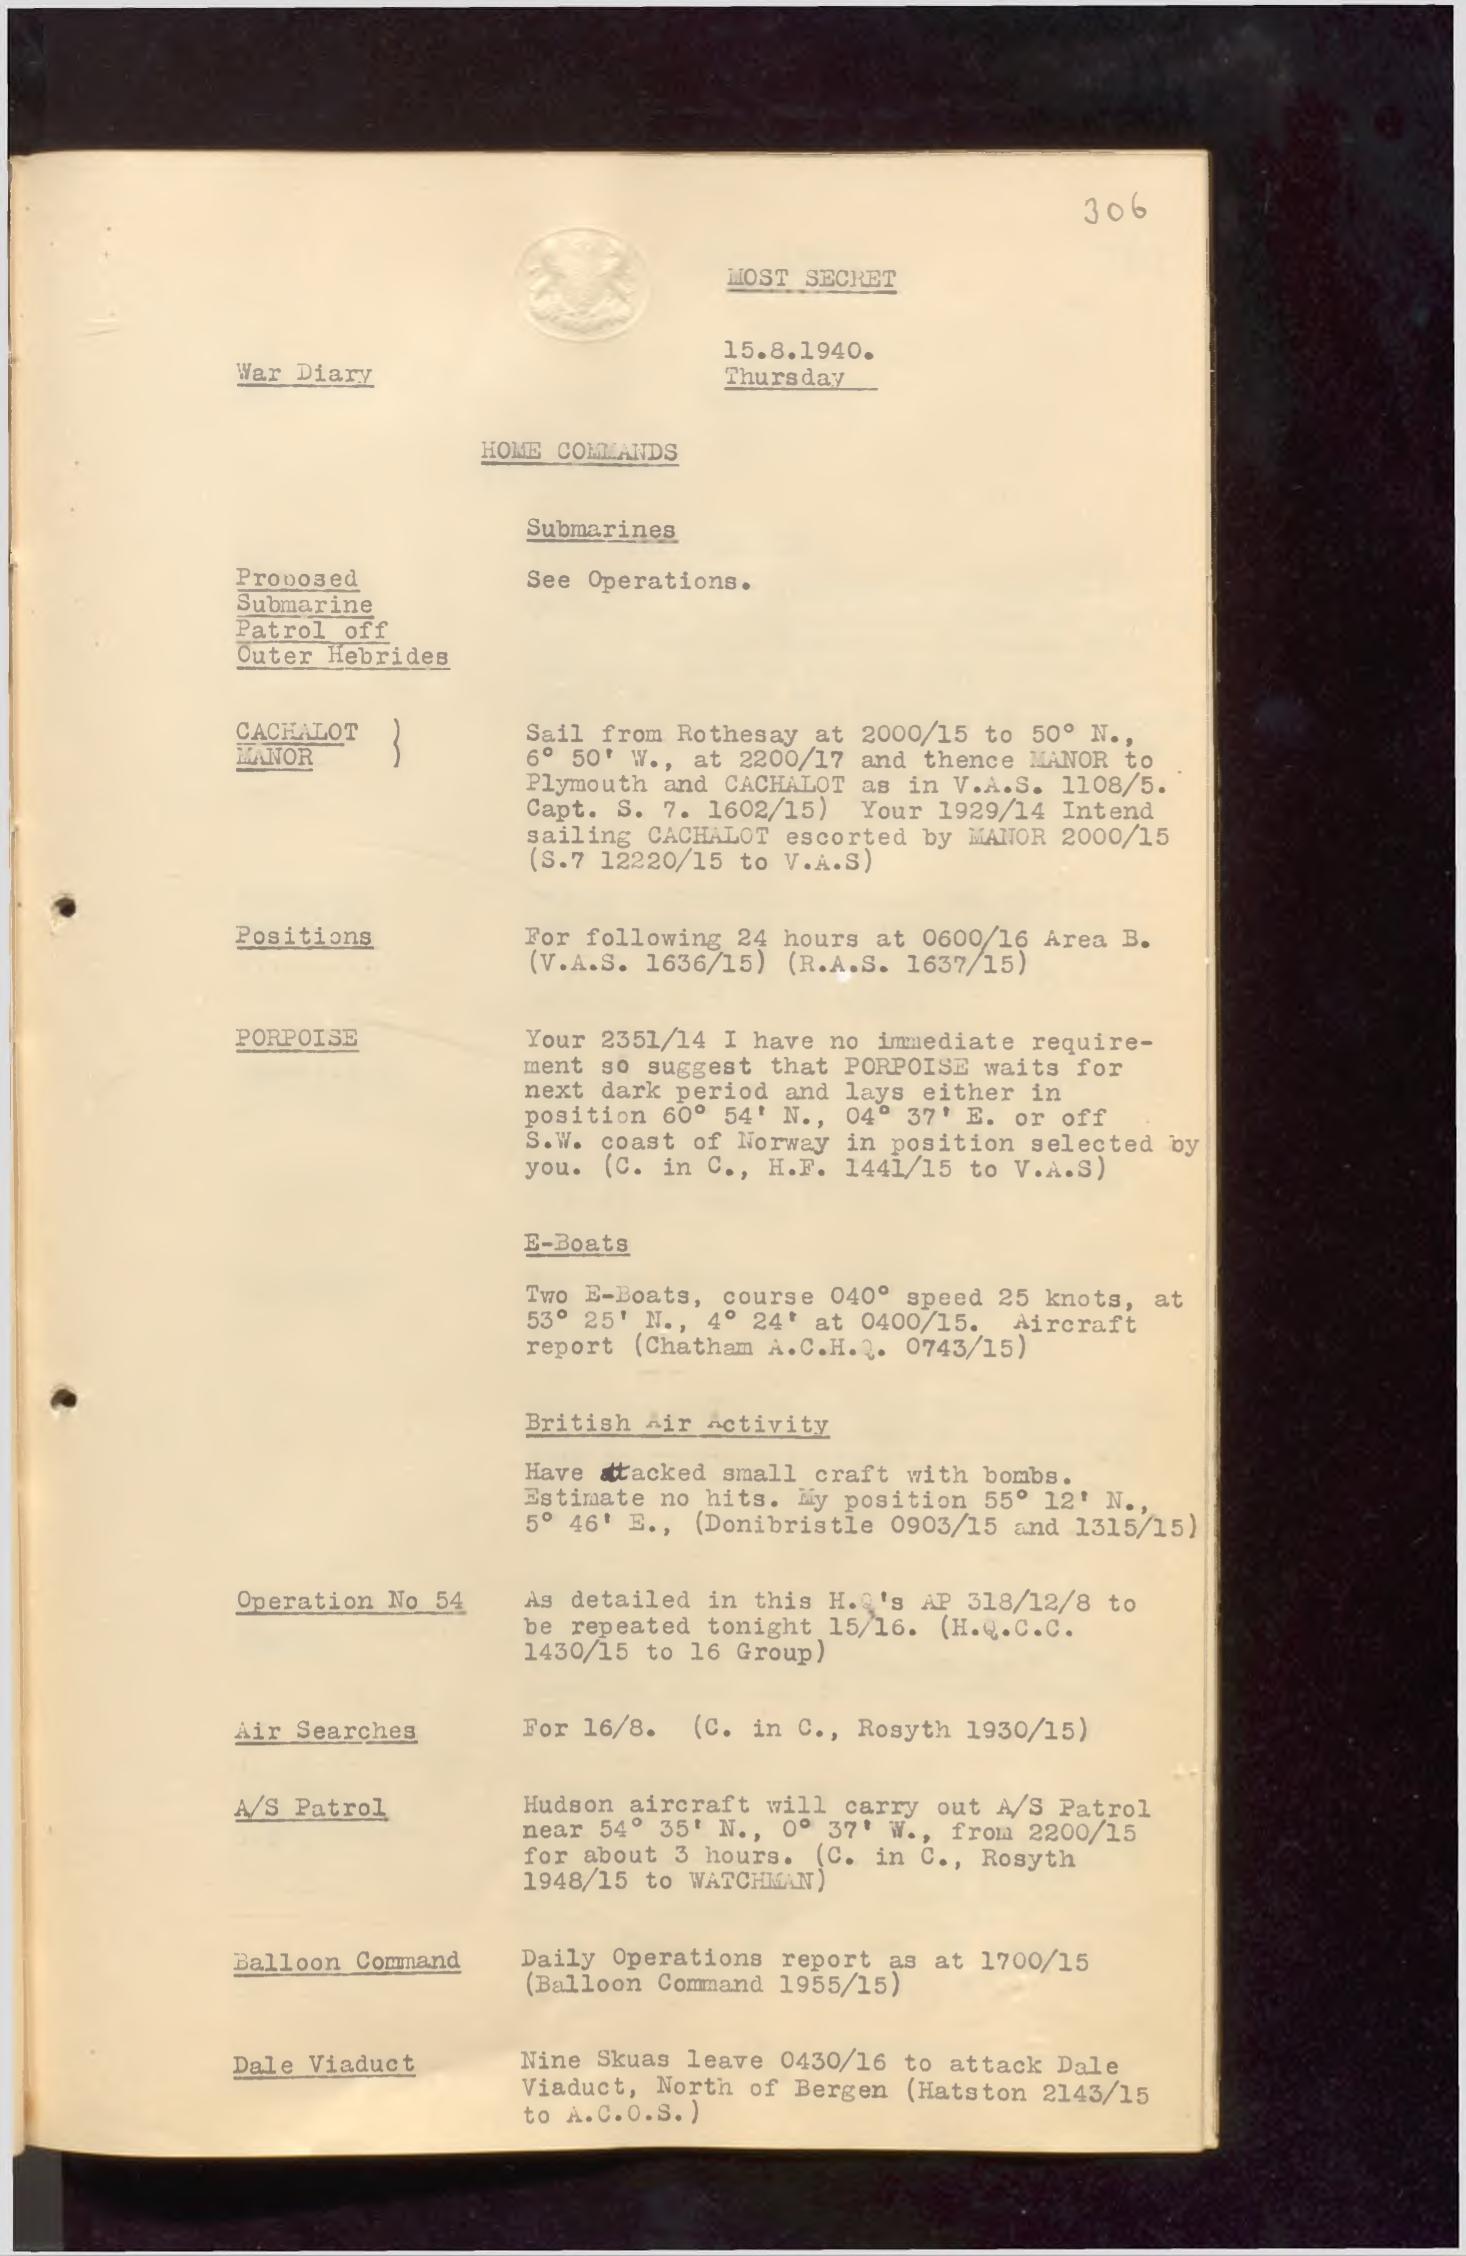 306
MOST SECRET
15.8.1940.
War Diary
Thursday
HOME COMMANDS
Submarines
Proposed
Submarine
Patrol off
Outer Hebrides
See Operations.
CACHALOT }
MANOR
Sail from Rothesay at 2000/15 to 50° N.,
6° 50' W., at 2200/17 and thence MANOR to
Plymouth and CACHALOT as in V.A.S. 1108/5.
Capt. S. 7. 1602/15) Your 1929/14 Intend
sailing CACHALOT escorted by MANOR 2000/15
(S.7 12220/15 to V.A.S)
Positions
For following 24 hours at 0600/16 Area B.
(V.A.S. 1636/15) (R.A.S. 1637/15)
PORPOISE
Your 2351/14 I have no immediate require-
ment so suggest that PORPOISE waits for
next dark period and lays either in
position 60° 54' N., 04° 37' E. or off
S.W. coast of Norway in position selected by
you. (C. in C., H.F. 1441/15 to V.A.S)
E-Boats
Two E-Boats, course 040° speed 25 knots, at
53° 25' N., 4° 24' at 0400/15. Aircraft
report (Chatham A.C.H.Q. 0743/15)
British Air Activity
Have attacked small craft with bombs.
Estimate no hits. My position 55° 12' N.,
5° 46' E., (Donibristle 0903/15 and 1315/15)
Operation No 54
As detailed in this H.Q's AP 318/12/8 to
be repeated tonight 15/16. (H.Q.C.C.
1430/15 to 16 Group)
Air Searches
For 16/8. (C. in C., Rosyth 1930/15)
A/S Patrol
Hudson aircraft will carry out A/S Patrol
near 54° 35' N., 0° 37' W., from 2200/15
for about 3 hours. (C. in C., Rosyth
1948/15 to WATCHMAN)
Balloon Command
Daily Operations report as at 1700/15
(Balloon Command 1955/15)
Dale Viaduct
Nine Skuas leave 0430/16 to attack Dale
Viaduct, North of Bergen (Hatston 2143/15
to A.C.O.S.)